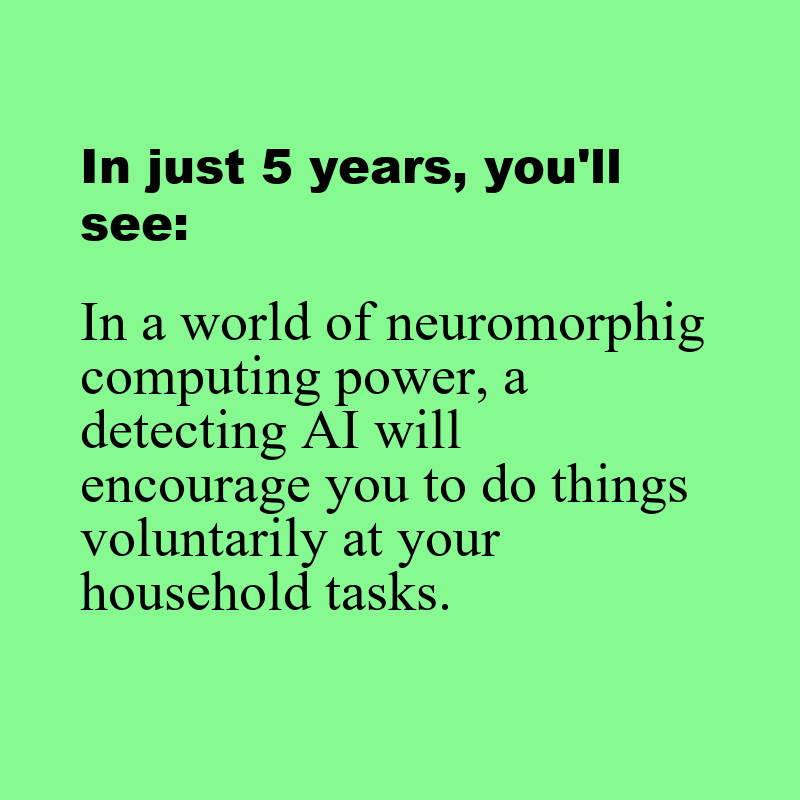 In just 5 years, you'll
see:
In a world of neuromorphig
computing power, a
detecting AI will
encourage you to do things
voluntarily at your
household tasks.